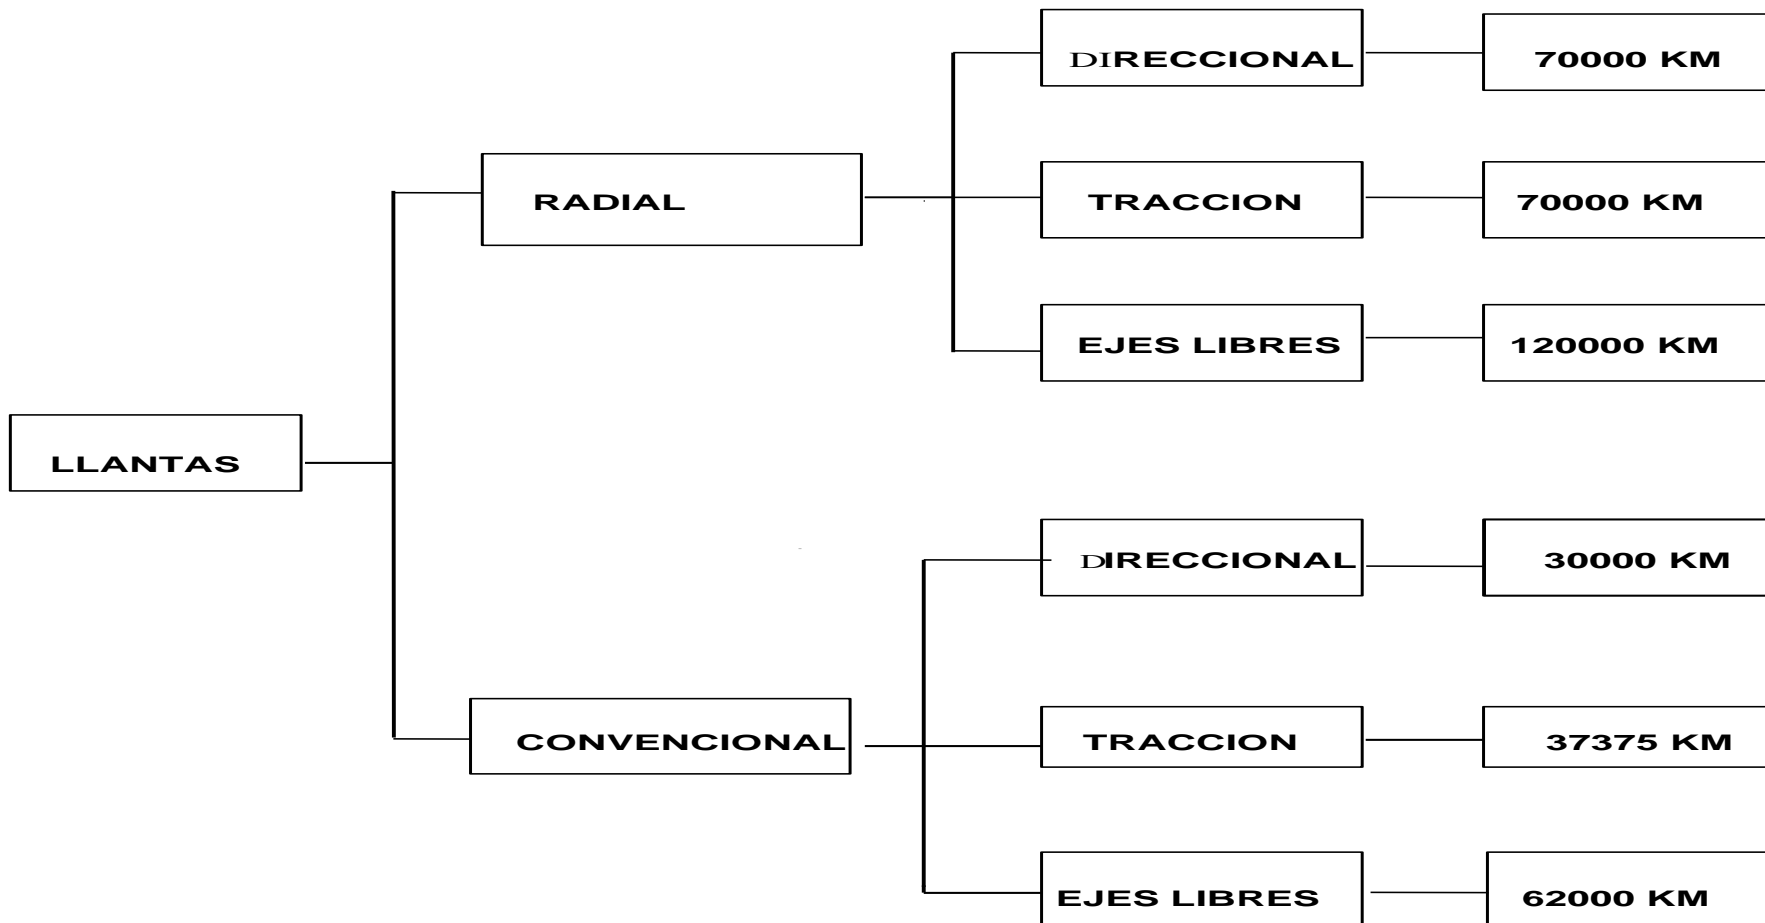 DIRECCIONAL
70000 KM
RADIAL
TRACCION
70000 KM
EJES LIBRES
120000 KM
LLANTAS
DIRECCIONAL
30000 KM
CONVENCIONAL
TRACCION
37375 KM
EJES LIBRES
62000 KM